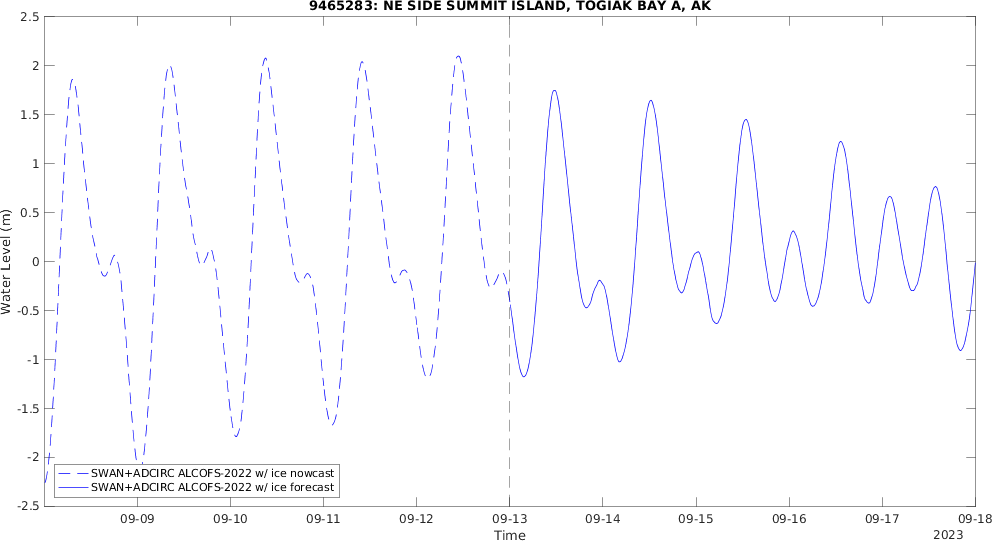 9465283: NE SIDE SUMMIT ISLAND, TOGIAK BAY A, AK
2.5
2
1.5
1
0.5
0
-0.5
-1
-1.5
-2
-2.5
Water Level (m)
SWAN+ADCIRC ALCOFS-2022 w/ ice nowcast
SWAN+ADCIRC ALCOFS-2022 w/ ice forecast
09-09 09-10 09-11 09-12 09-13 09-14 09-15 09-16 09-17 09-18
Time
2023